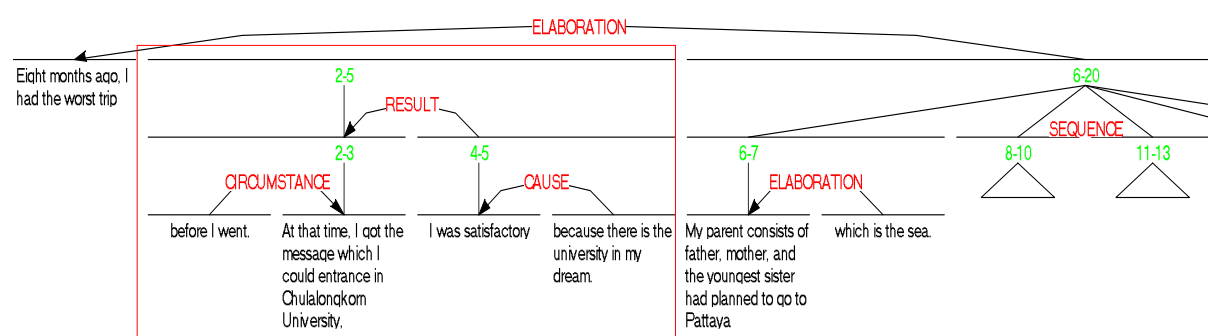 ELABORATION
Eight months ago, I
had the worst trip
2-5
6-20
RESULT
SEQUENCE
2-3
4-5
6-7
8-10
11-13
CIRCUMSTANCE
CAUSE
ELABORATION
before I went.
At that time, I got the
message which I
could entrance in
Chulalongkorn
University,
I was satisfactory
because there is the
university in my
dream.
My parent consists of
father, mother, and
the youngest sister
had planned to go to
Pattaya
which is the sea.